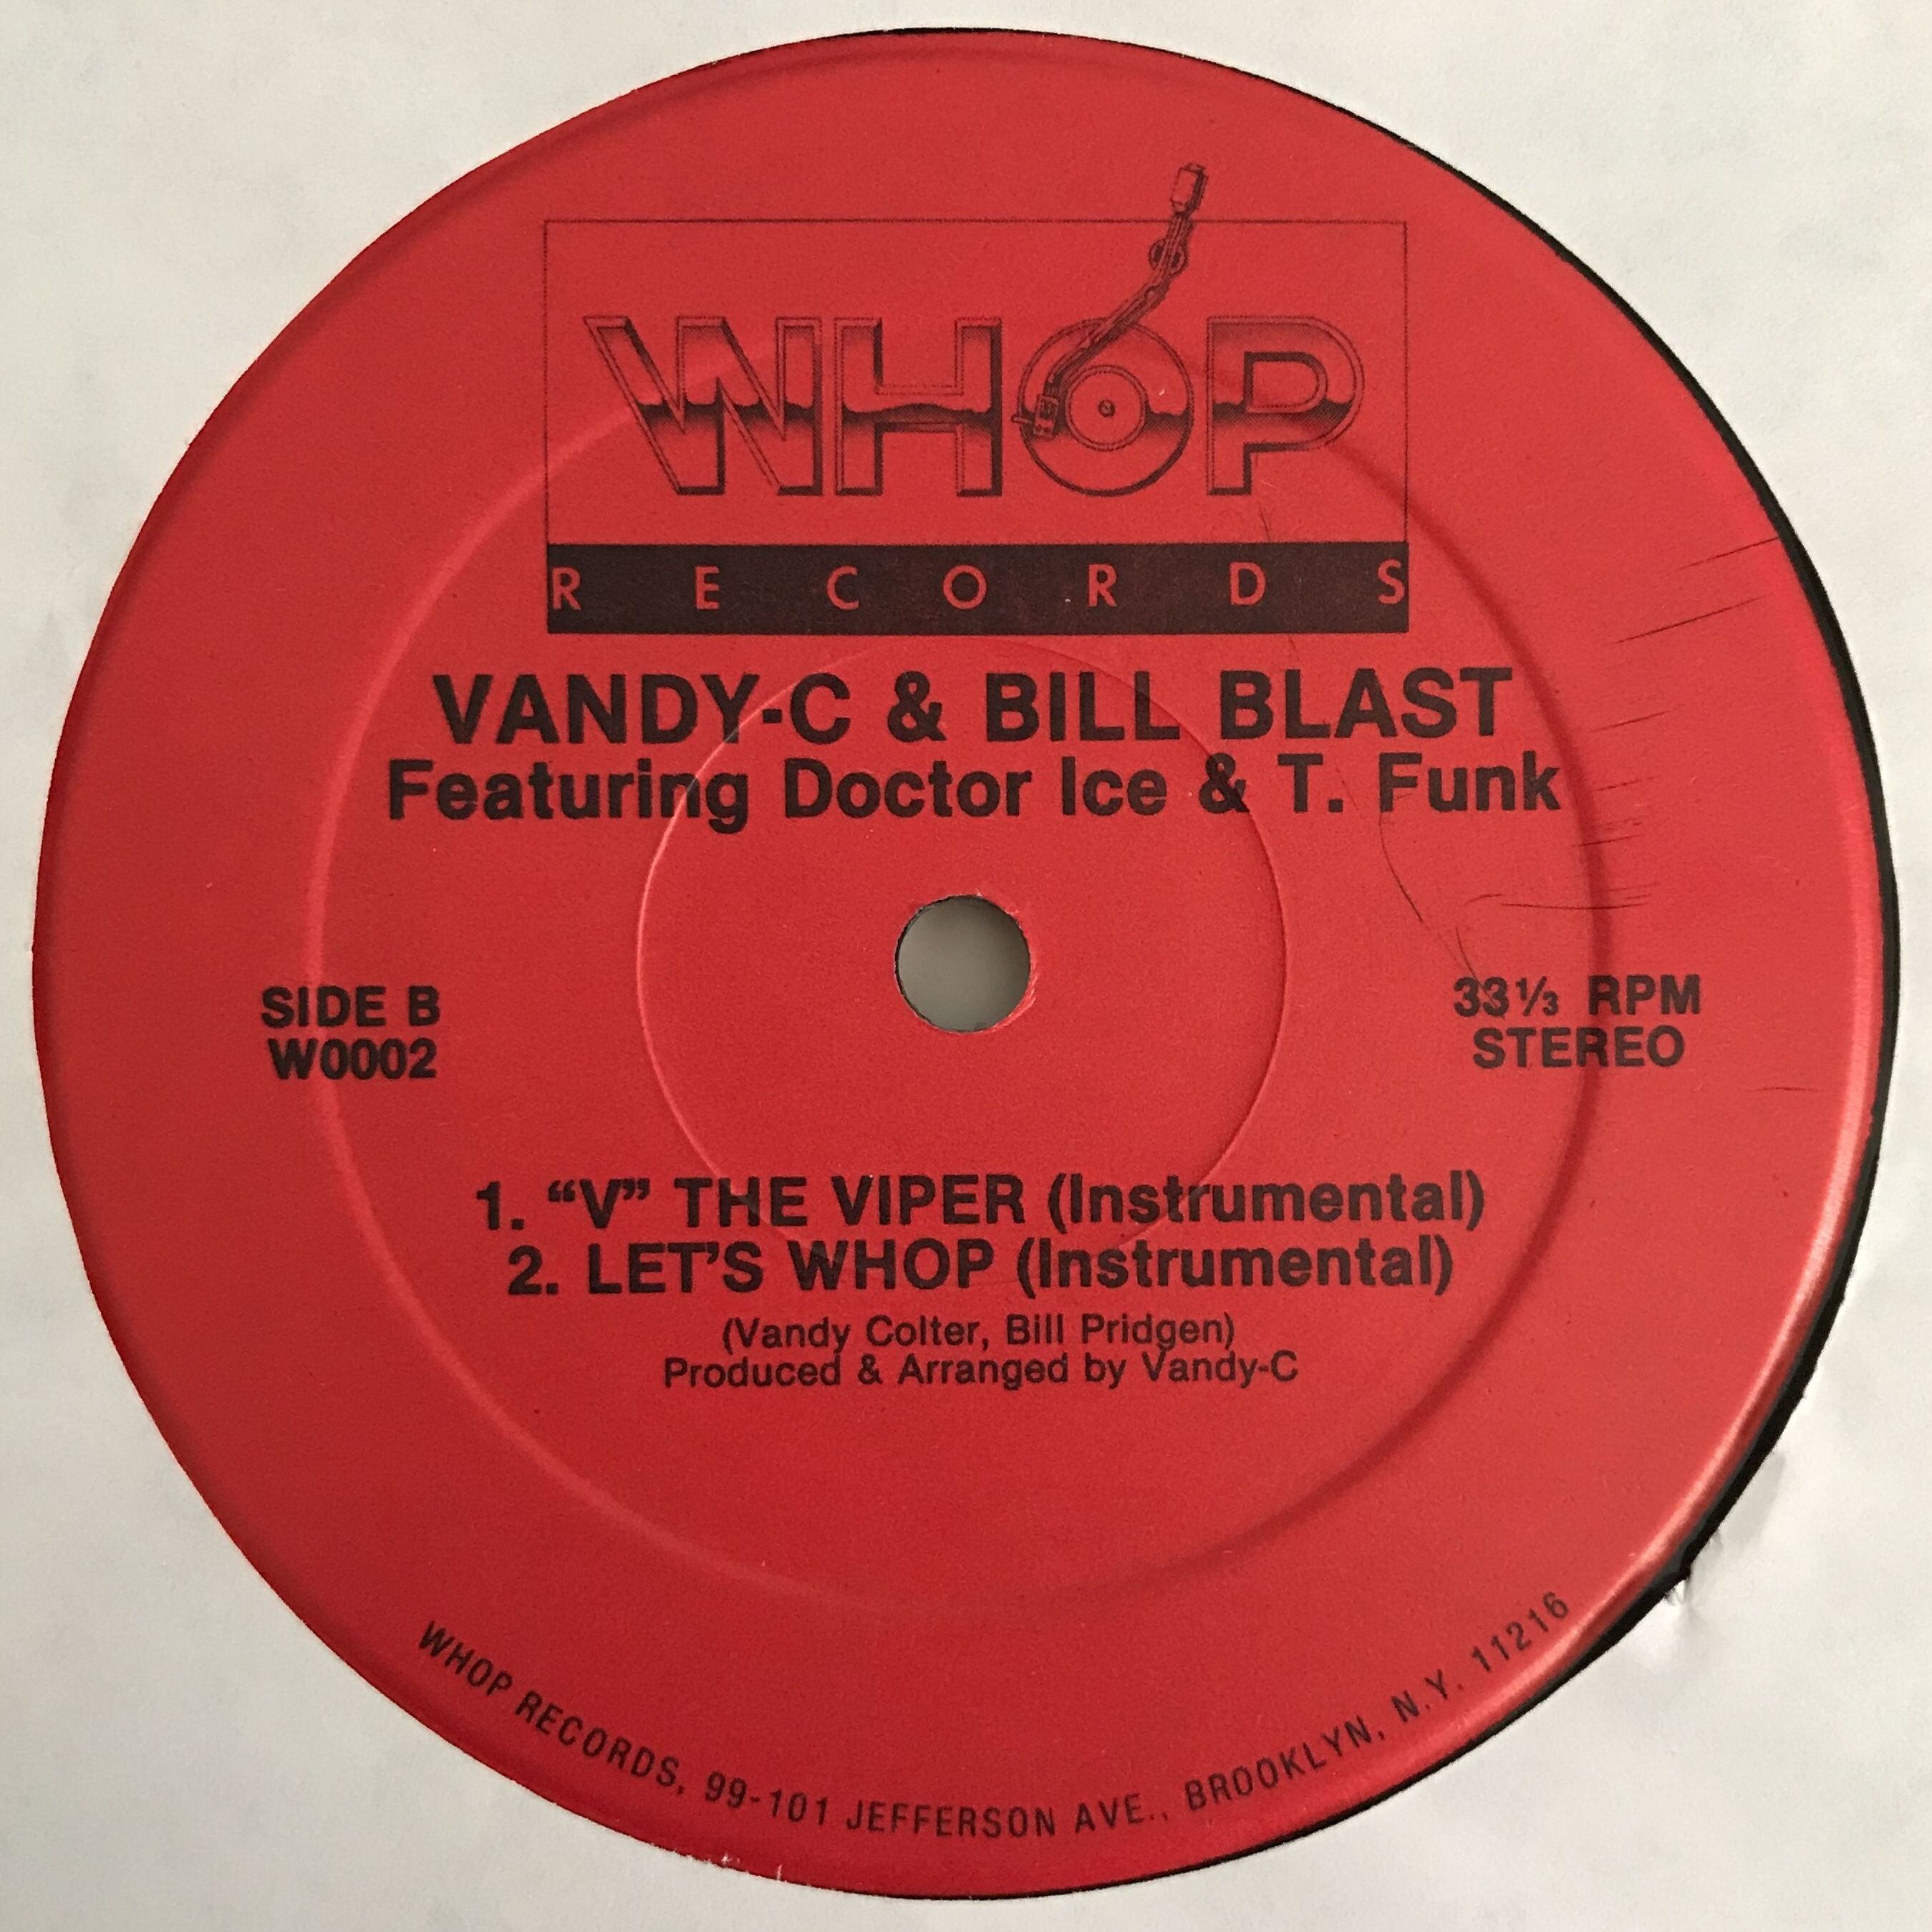 WHOP
RECORDS
VANDY-C & BILL BLAST
Featuring Doctor Ice & T. Funk
SIDE B
W0002
33⅓ RPM
STEREO
1. “V” THE VIPER (Instrumental)
2. LET’S WHOP (Instrumental)
(Vandy Colter, Bill Pridgen)
Produced & Arranged by Vandy-C
WHOP RECORDS, 99-101 JEFFERSON AVE., BROOKLYN, N.Y. 11216